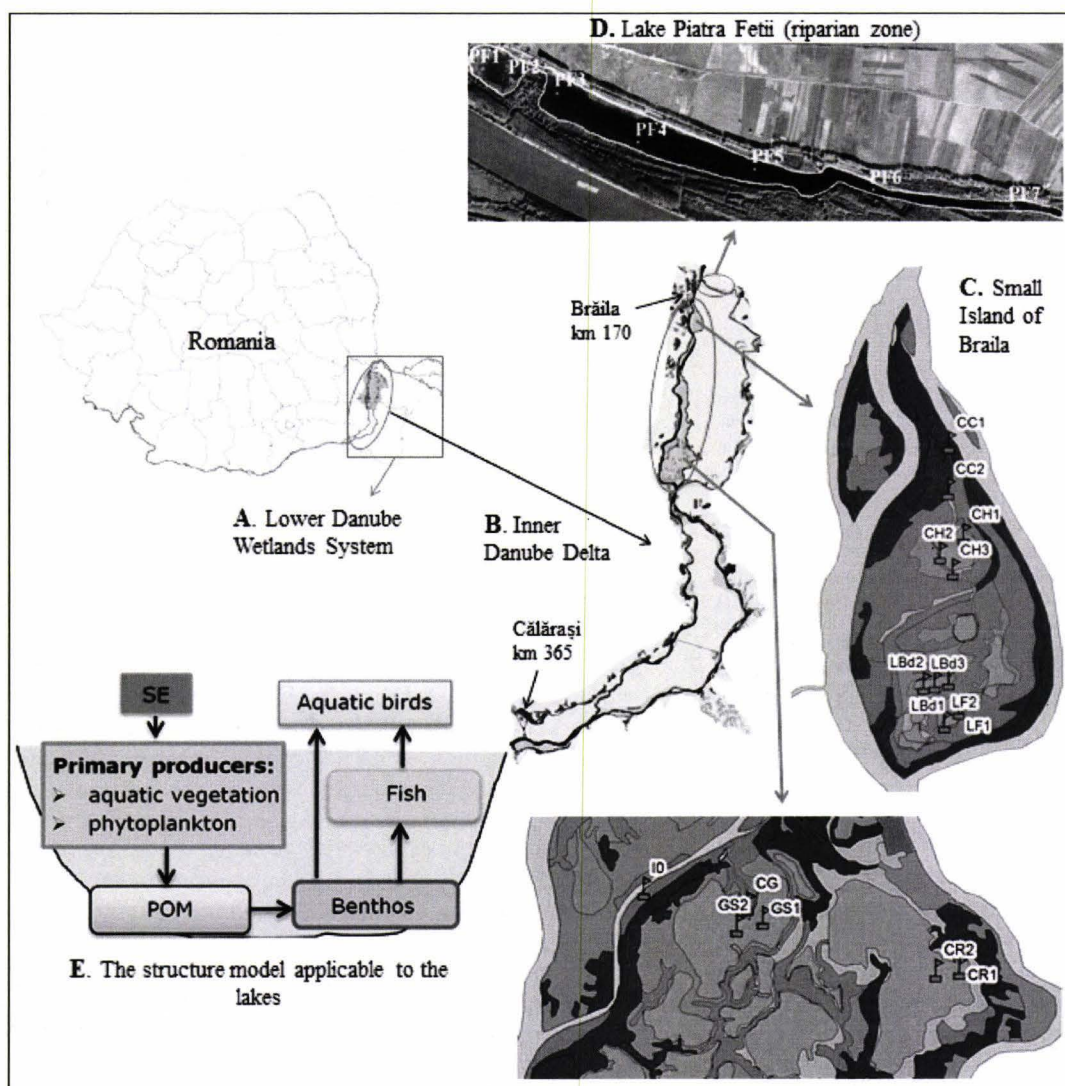 D. Lake Piatra Fetii (riparian zone)
PF1
PF2
PF3
PF4
PF5
PF6
PF7
Romania
A. Lower Danube
Wetlands System
B. Inner
Danube Delta
Brăila
km 170
Călărași
km 365
C. Small
Island of
Braila
CC1
CC2
CH1
CH2
CH3
LBd2
LBd3
LBd1
LF2
LF1
I0
CG
GS2
GS1
CR2
CR1
SE
Primary producers:
➢ aquatic vegetation
➢ phytoplankton
POM
Benthos
Fish
Aquatic birds
E. The structure model applicable to the
lakes